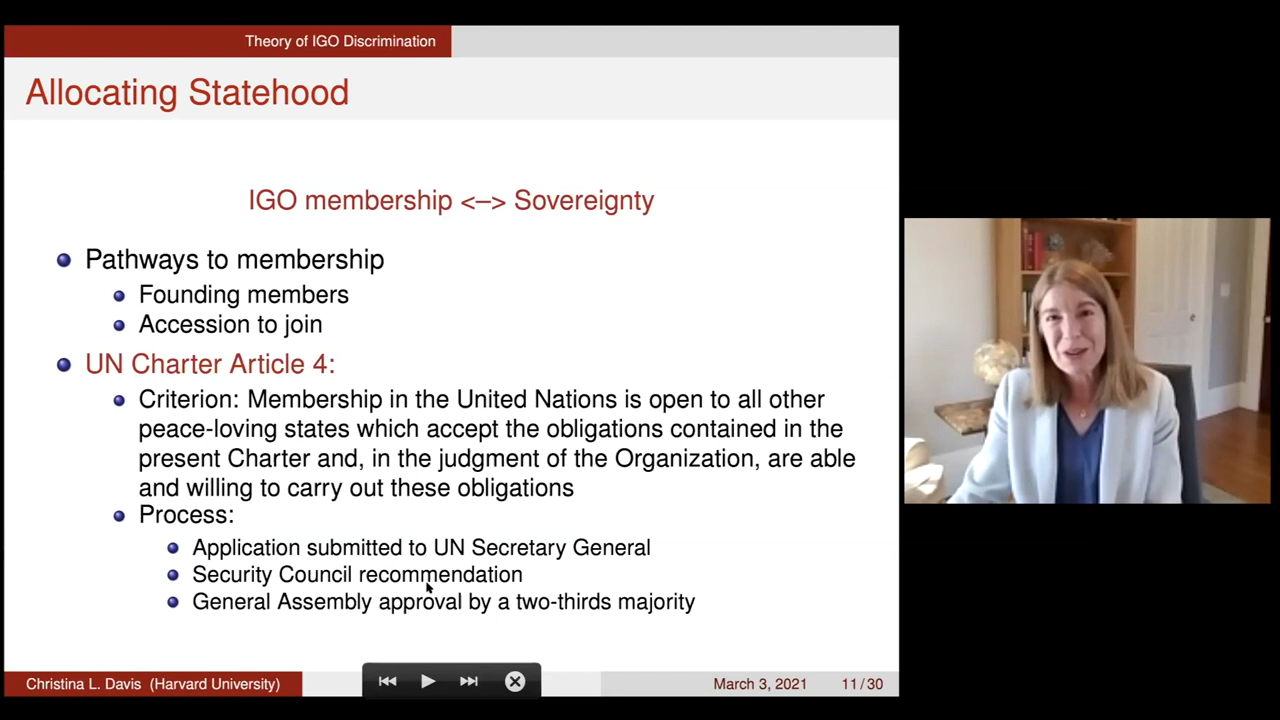 Theory of IGO Discrimination
Allocating Statehood
IGO membership <–> Sovereignty
Pathways to membership
Founding members
Accession to join
UN Charter Article 4:
Criterion: Membership in the United Nations is open to all other
peace-loving states which accept the obligations contained in the
present Charter and, in the judgment of the Organization, are able
and willing to carry out these obligations
Process:
Application submitted to UN Secretary General
Security Council recommendation
General Assembly approval by a two-thirds majority
Christina L. Davis (Harvard University)
March 3, 2021
11 / 30